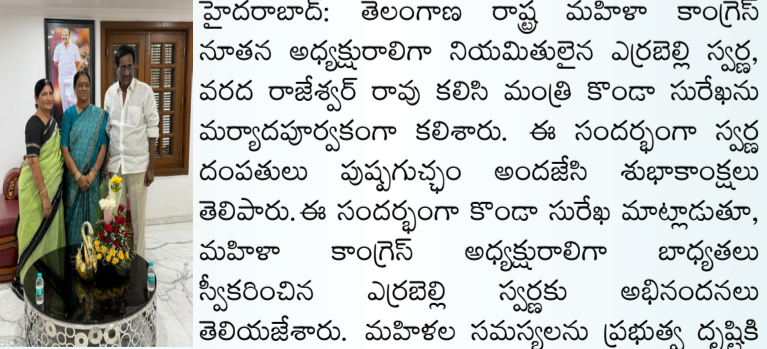 హైదరాబాద్: తెలంగాణ రాష్ట్ర మహిళా కాంగ్రెస్
నూతన అధ్యక్షురాలిగా నియమితులైన ఎర్రబెల్లి స్వర్ణ,
వరద రాజేశ్వర్ రావు కలిసి మంత్రి కొండా సురేఖను
మర్యాదపూర్వకంగా కలిశారు. ఈ సందర్భంగా స్వర్ణ
దంపతులు పుష్పగుచ్ఛం అందజేసి శుభాకాంక్షలు
తెలిపారు.ఈ సందర్భంగా కొండా సురేఖ మాట్లాడుతూ,
మహిళా కాంగ్రెస్ అధ్యక్షురాలిగా బాధ్యతలు
స్వీకరించిన ఎర్రబెల్లి స్వర్ణకు అభినందనలు
తెలియజేశారు. మహిళల సమస్యలను ప్రభుత్వ దృష్టికి